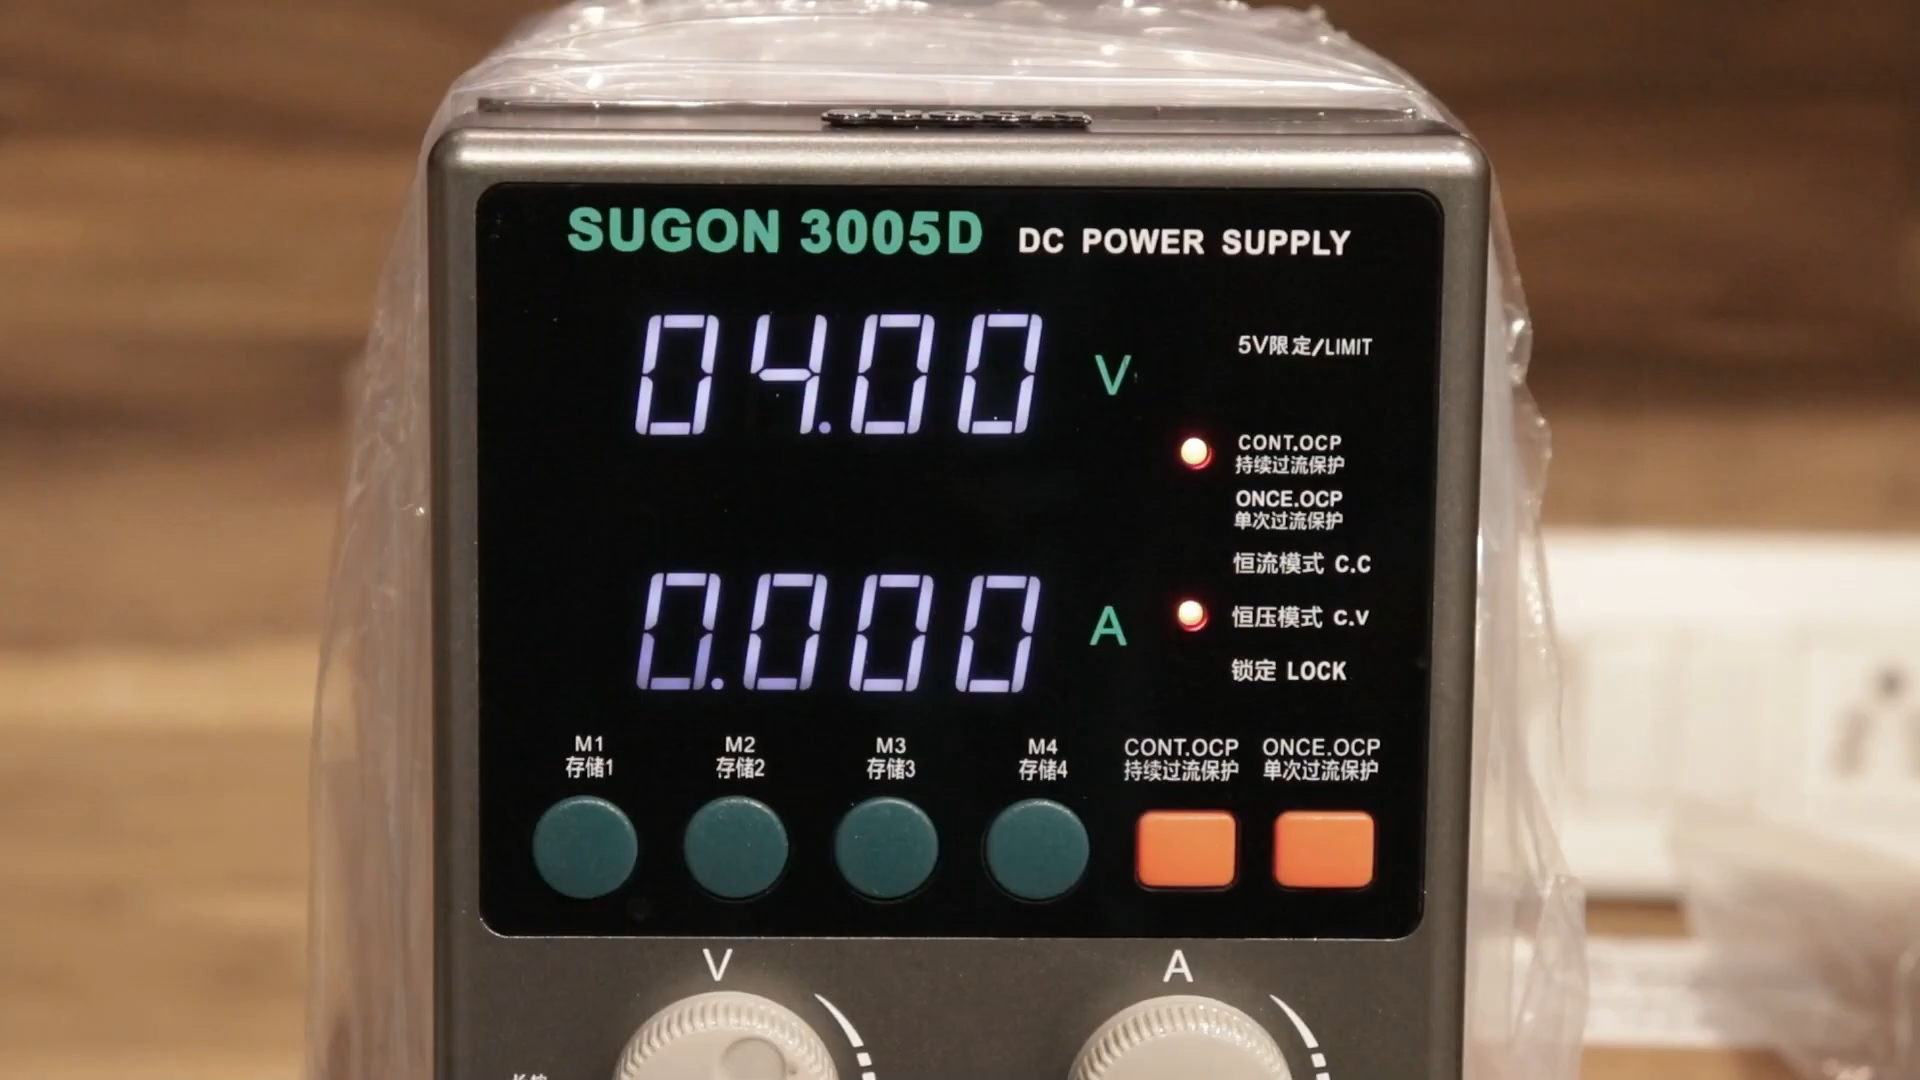 SUGON 3005D DC POWER SUPPLY
04.00 V
5V限定/LIMIT
CONT.OCP
持续过流保护
ONCE.OCP
单次过流保护
恒流模式 C.C
0.000 A
恒压模式 C.V
锁定 LOCK
M1 M2 M3 M4 CONT.OCP ONCE.OCP
存储1 存储2 存储3 存储4 持续过流保护 单次过流保护
V A